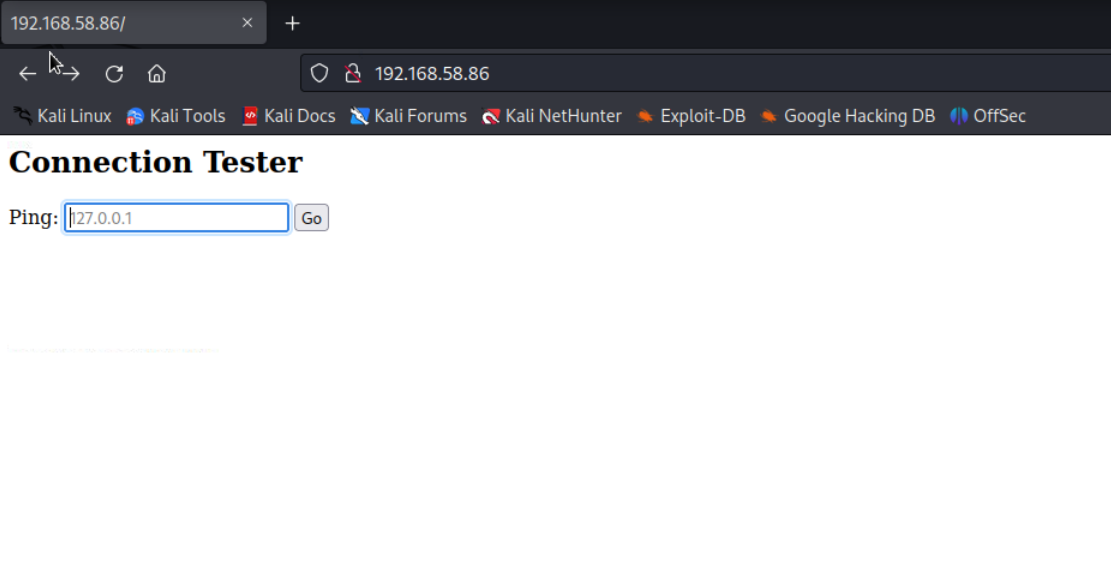 192.168.58.86/
192.168.58.86
Kali Linux Kali Tools Kali Docs Kali Forums Kali NetHunter Exploit-DB Google Hacking DB OffSec
Connection Tester
Ping: 127.0.0.1 Go